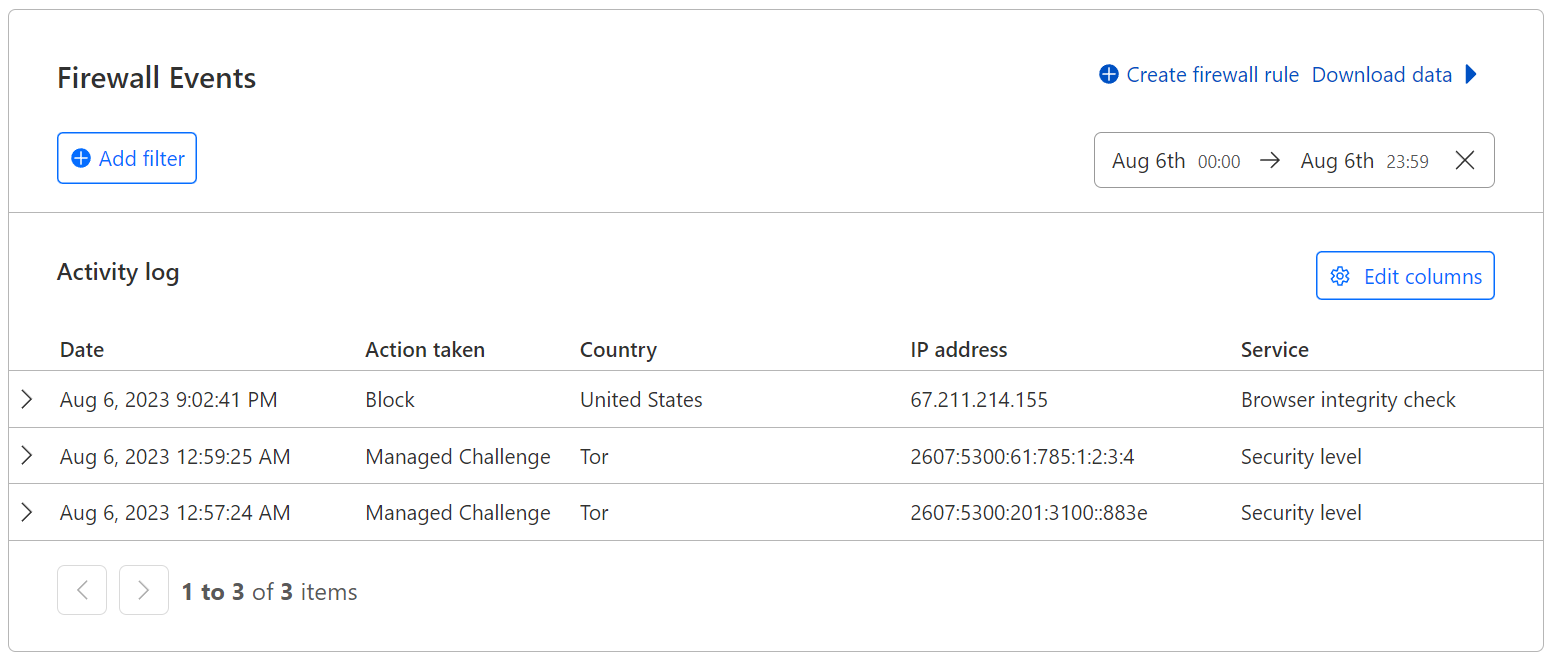 Firewall Events
Create firewall rule Download data
Add filter
Aug 6th 00:00 → Aug 6th 23:59
Activity log
Edit columns
Date Action taken Country IP address Service
Aug 6, 2023 9:02:41 PM Block United States 67.211.214.155 Browser integrity check
Aug 6, 2023 12:59:25 AM Managed Challenge Tor 2607:5300:61:785:1:2:3:4 Security level
Aug 6, 2023 12:57:24 AM Managed Challenge Tor 2607:5300:201:3100::883e Security level
1 to 3 of 3 items